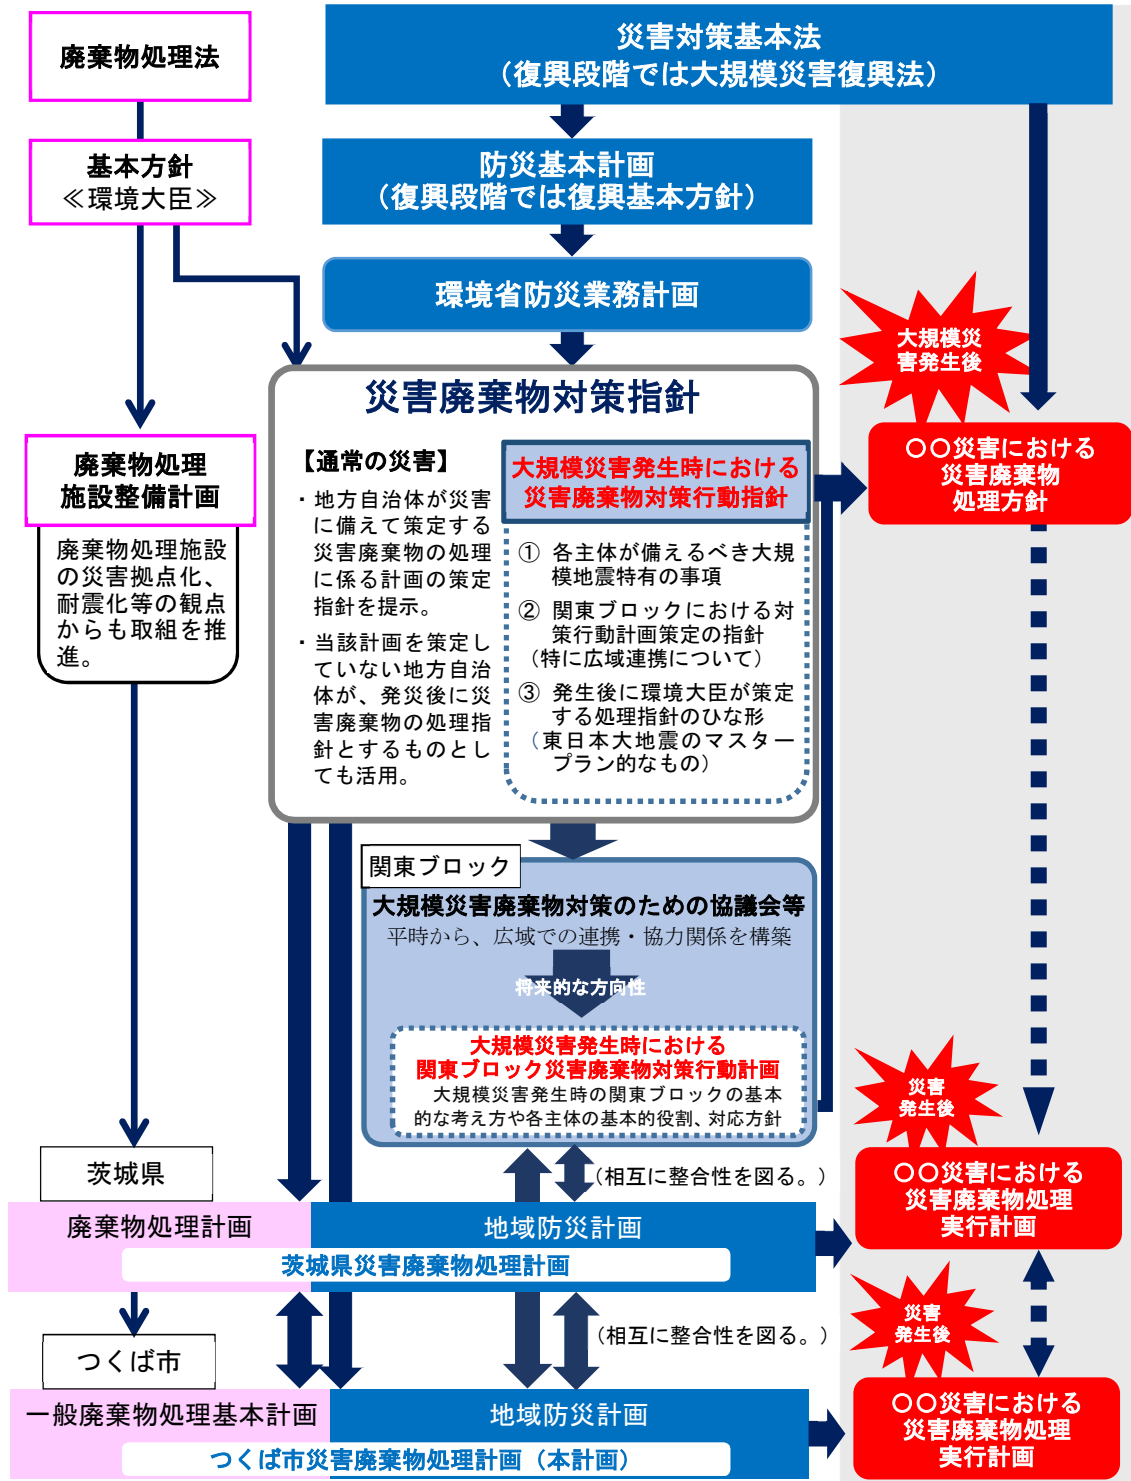 廃棄物処理法
基本方針
≪環境大臣≫
災害対策基本法
（復興段階では大規模災害復興法）
防災基本計画
（復興段階では復興基本方針）
環境省防災業務計画
大規模災
害発生後
災害廃棄物対策指針
【通常の災害】
・地方自治体が災害
に備えて策定する
災害廃棄物の処理
に係る計画の策定
指針を提示。
・当該計画を策定し
ていない地方自治
体が、発災後に災
害廃棄物の処理指
針とするものとし
ても活用。
大規模災害発生時における
災害廃棄物対策行動指針
① 各主体が備えるべき大規
模地震特有の事項
② 関東ブロックにおける対
策行動計画策定の指針
（特に広域連携について）
③ 発生後に環境大臣が策定
する処理指針のひな形
（東日本大地震のマスター
プラン的なもの）
〇〇災害における
災害廃棄物
処理方針
廃棄物処理
施設整備計画
廃棄物処理施設
の災害拠点化、
耐震化等の観点
からも取組を推
進。
関東ブロック
大規模災害廃棄物対策のための協議会等
平時から、広域での連携・協力関係を構築
将来的な方向性
大規模災害発生時における
関東ブロック災害廃棄物対策行動計画
大規模災害発生時の関東ブロックの基本
的な考え方や各主体の基本的役割、対応方針
災害
発生後
茨城県
（相互に整合性を図る。）
〇〇災害における
災害廃棄物処理
実行計画
廃棄物処理計画
地域防災計画
茨城県災害廃棄物処理計画
災害
発生後
（相互に整合性を図る。）
つくば市
〇〇災害における
災害廃棄物処理
実行計画
一般廃棄物処理基本計画
地域防災計画
つくば市災害廃棄物処理計画（本計画）